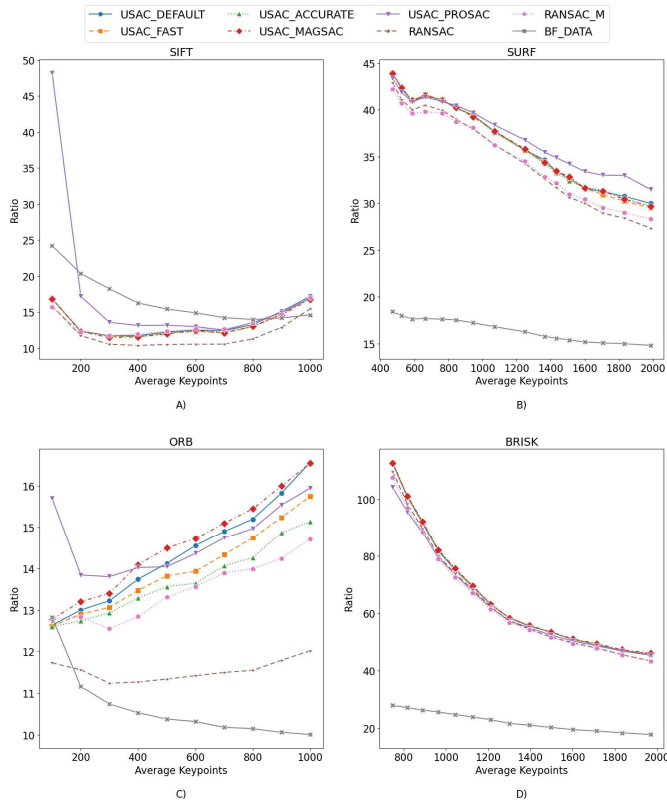 USAC_DEFAULT USAC_ACCURATE USAC_PROSAC RANSAC_M
USAC_FAST USAC_MAGSAC RANSAC BF_DATA
SIFT
50
45
40
35
30
25
20
15
10
Ratio
200 400 600 800 1000
Average Keypoints
A)
SURF
45
40
35
30
25
20
15
Ratio
400 600 800 1000 1200 1400 1600 1800 2000
Average Keypoints
B)
ORB
16
15
14
13
12
11
10
Ratio
200 400 600 800 1000
Average Keypoints
C)
BRISK
100
80
60
40
20
Ratio
800 1000 1200 1400 1600 1800 2000
Average Keypoints
D)